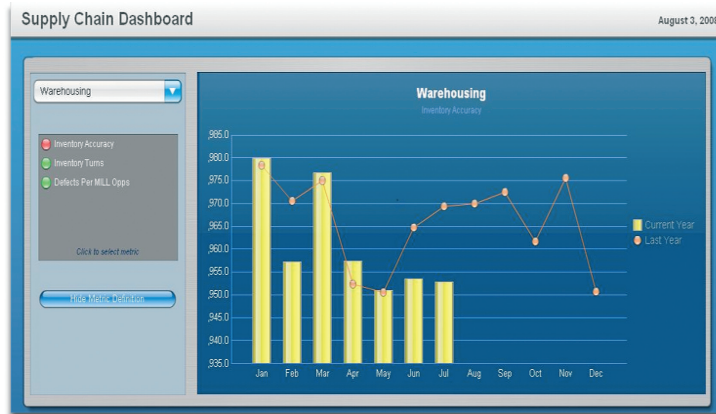 Supply Chain Dashboard
August 3, 2008
Warehousing
Inventory Accuracy
Inventory Turns
Defects Per MILL Opps
Click to select metric
Hide Metric Definition
Warehousing
Inventory Accuracy
,985.0
,980.0
,975.0
,970.0
,965.0
,960.0
,955.0
,950.0
,945.0
,940.0
,935.0
Jan Feb Mar Apr May Jun Jul Aug Sep Oct Nov Dec
Current Year
Last Year